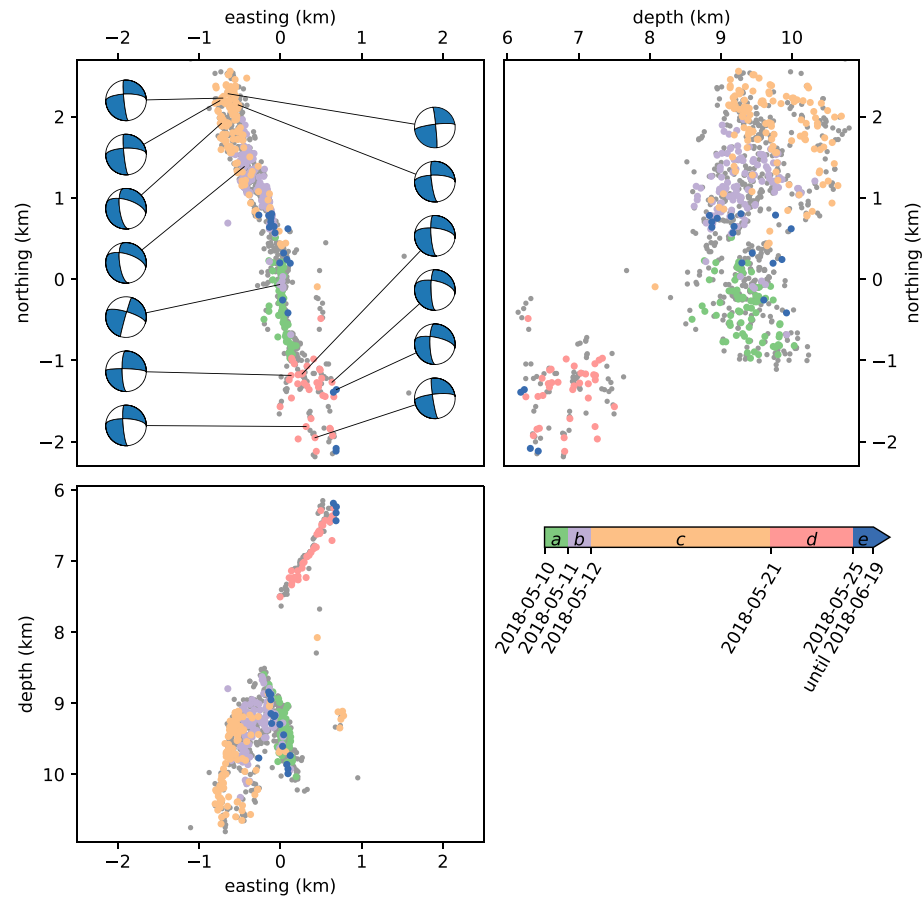 easting (km)
depth (km)
−2 −1 0 1 2
6 7 8 9 10
northing (km)
2
1
0
−1
−2
2
1
0
−1
−2
northing (km)
6
7
8
9
10
depth (km)
−2 −1 0 1 2
easting (km)
a b c d e
2018-05-10
2018-05-11
2018-05-12
2018-05-21
2018-05-25
until 2018-06-19